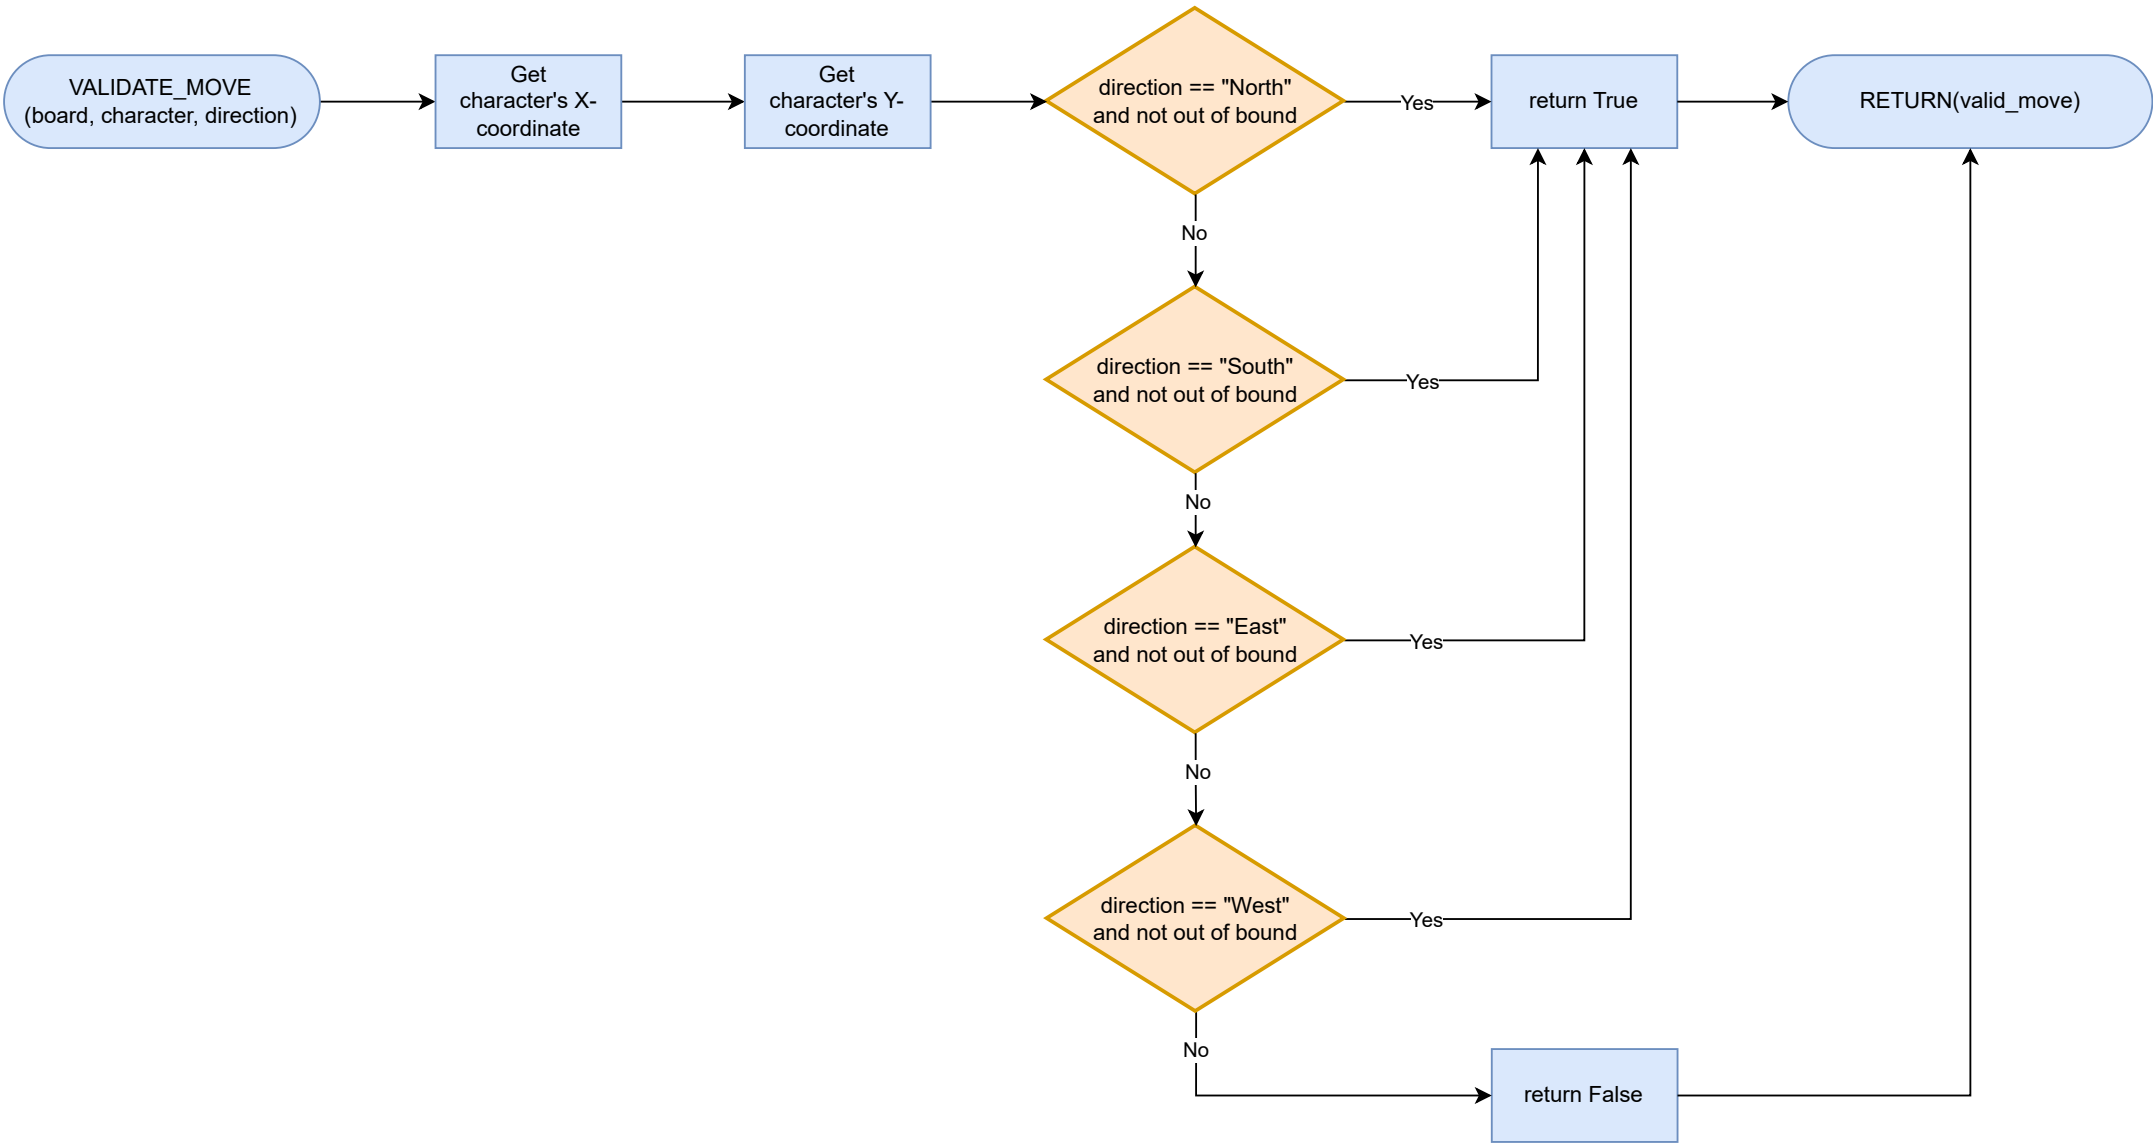 VALIDATE_MOVE
(board, character, direction)
Get
character's X-
coordinate
Get
character's Y-
coordinate
direction == "North"
and not out of bound
Yes
return True
RETURN(valid_move)
No
direction == "South"
and not out of bound
Yes
No
direction == "East"
and not out of bound
Yes
No
direction == "West"
and not out of bound
Yes
No
return False